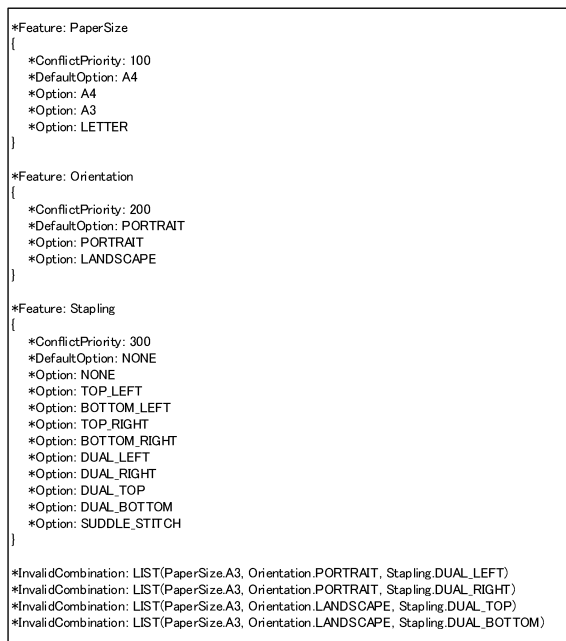 *Feature: PaperSize
{
*ConflictPriority: 100
*DefaultOption: A4
*Option: A4
*Option: A3
*Option: LETTER
}
*Feature: Orientation
{
*ConflictPriority: 200
*DefaultOption: PORTRAIT
*Option: PORTRAIT
*Option: LANDSCAPE
}
*Feature: Stapling
{
*ConflictPriority: 300
*DefaultOption: NONE
*Option: NONE
*Option: TOP_LEFT
*Option: BOTTOM_LEFT
*Option: TOP_RIGHT
*Option: BOTTOM_RIGHT
*Option: DUAL_LEFT
*Option: DUAL_RIGHT
*Option: DUAL_TOP
*Option: DUAL_BOTTOM
*Option: SUDDLE_STITCH
}
*InvalidCombination: LIST(PaperSize.A3, Orientation.PORTRAIT, Stapling.DUAL_LEFT)
*InvalidCombination: LIST(PaperSize.A3, Orientation.PORTRAIT, Stapling.DUAL_RIGHT)
*InvalidCombination: LIST(PaperSize.A3, Orientation.LANDSCAPE, Stapling.DUAL_TOP)
*InvalidCombination: LIST(PaperSize.A3, Orientation.LANDSCAPE, Stapling.DUAL_BOTTOM)